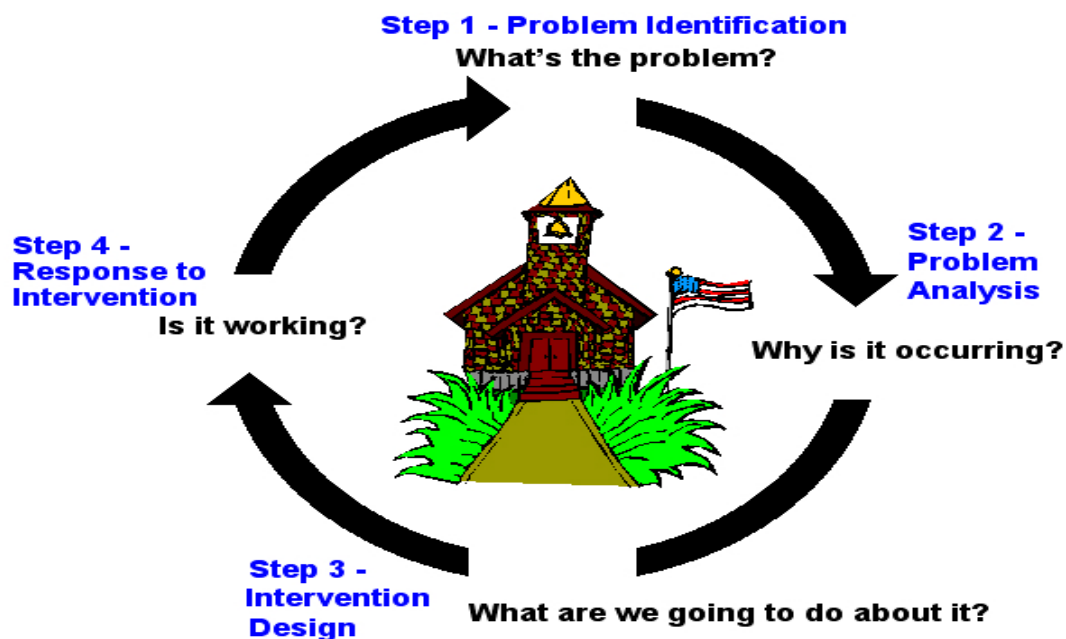 Step 1 - Problem Identification
What's the problem?
Step 2 -
Problem
Analysis
Why is it occurring?
Step 3 -
Intervention
Design
What are we going to do about it?
Step 4 -
Response to
Intervention
Is it working?